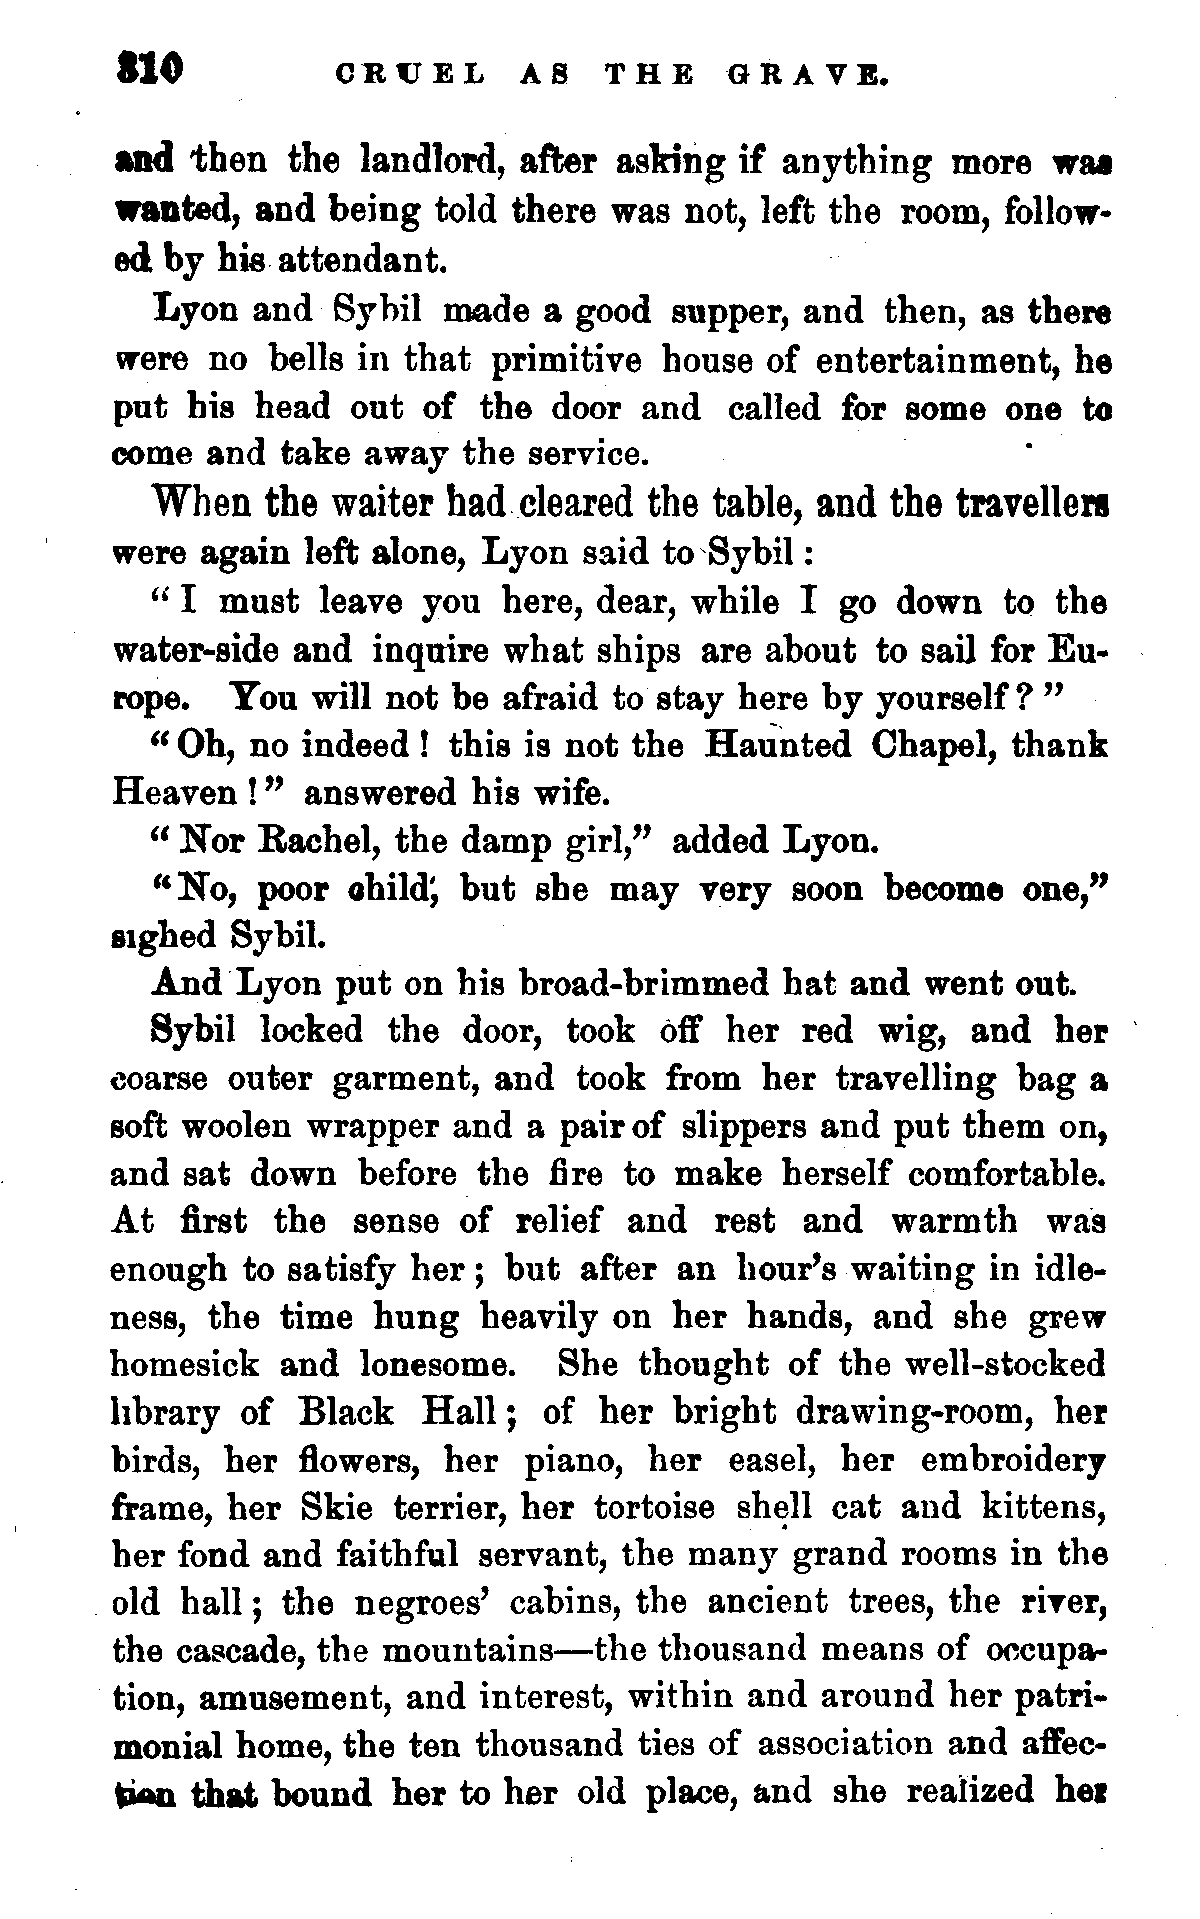 310 CRUEL AS THE GRAVE.
and then the landlord, after asking if anything more was
wanted, and being told there was not, left the room, follow-
ed by his attendant.
Lyon and Sybil made a good supper, and then, as there
were no bells in that primitive house of entertainment, he
put his head out of the door and called for some one to
come and take away the service.
When the waiter had cleared the table, and the travellers
were again left alone, Lyon said to Sybil :
“ I must leave you here, dear, while I go down to the
water-side and inquire what ships are about to sail for Eu-
rope. You will not be afraid to stay here by yourself ? ”
“ Oh, no indeed ! this is not the Haunted Chapel, thank
Heaven ! ” answered his wife.
“ Nor Rachel, the damp girl,” added Lyon.
“ No, poor child; but she may very soon become one,”
sighed Sybil.
And Lyon put on his broad-brimmed hat and went out.
Sybil locked the door, took off her red wig, and her
coarse outer garment, and took from her travelling bag a
soft woolen wrapper and a pair of slippers and put them on,
and sat down before the fire to make herself comfortable.
At first the sense of relief and rest and warmth was
enough to satisfy her ; but after an hour’s waiting in idle-
ness, the time hung heavily on her hands, and she grew
homesick and lonesome. She thought of the well-stocked
library of Black Hall ; of her bright drawing-room, her
birds, her flowers, her piano, her easel, her embroidery
frame, her Skie terrier, her tortoise shell cat and kittens,
her fond and faithful servant, the many grand rooms in the
old hall ; the negroes’ cabins, the ancient trees, the river,
the cascade, the mountains—the thousand means of occupa-
tion, amusement, and interest, within and around her patri-
monial home, the ten thousand ties of association and affec-
tion that bound her to her old place, and she realized her